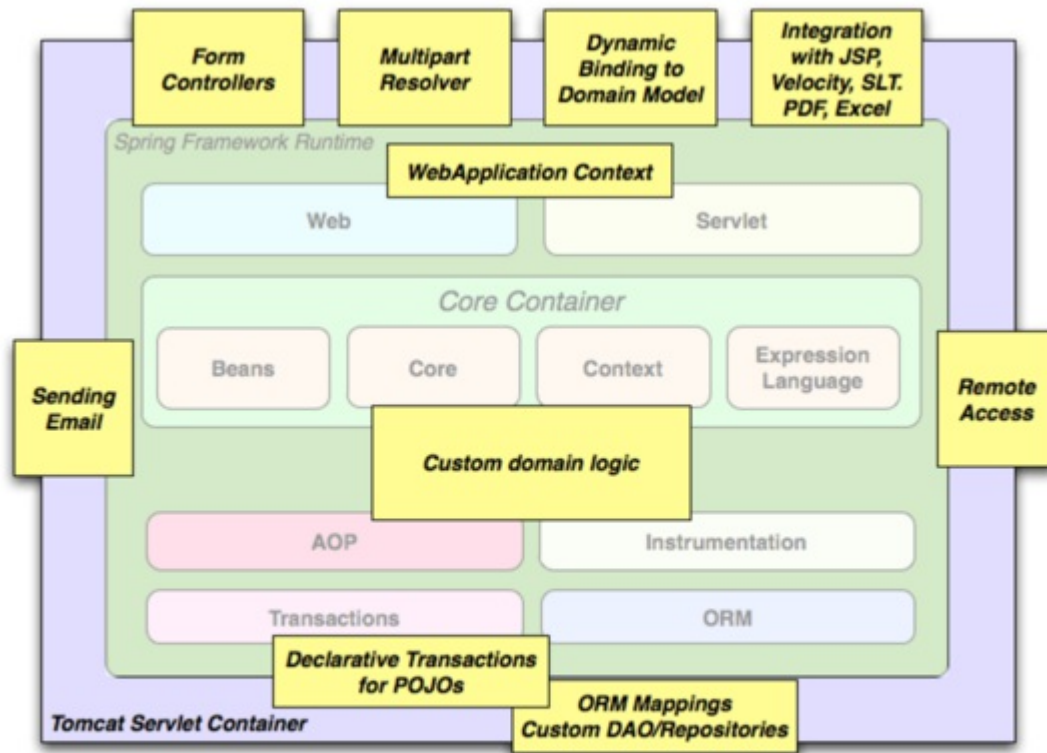 Form
Controllers
Multipart
Resolver
Dynamic
Binding to
Domain Model
Integration
with JSP,
Velocity, SLT.
PDF, Excel
Spring Framework Runtime
WebApplication Context
Web
Servlet
Core Container
Beans
Core
Context
Expression
Language
Sending
Email
Remote
Access
Custom domain logic
AOP
Instrumentation
Transactions
ORM
Declarative Transactions
for POJOs
ORM Mappings
Custom DAO/Repositories
Tomcat Servlet Container